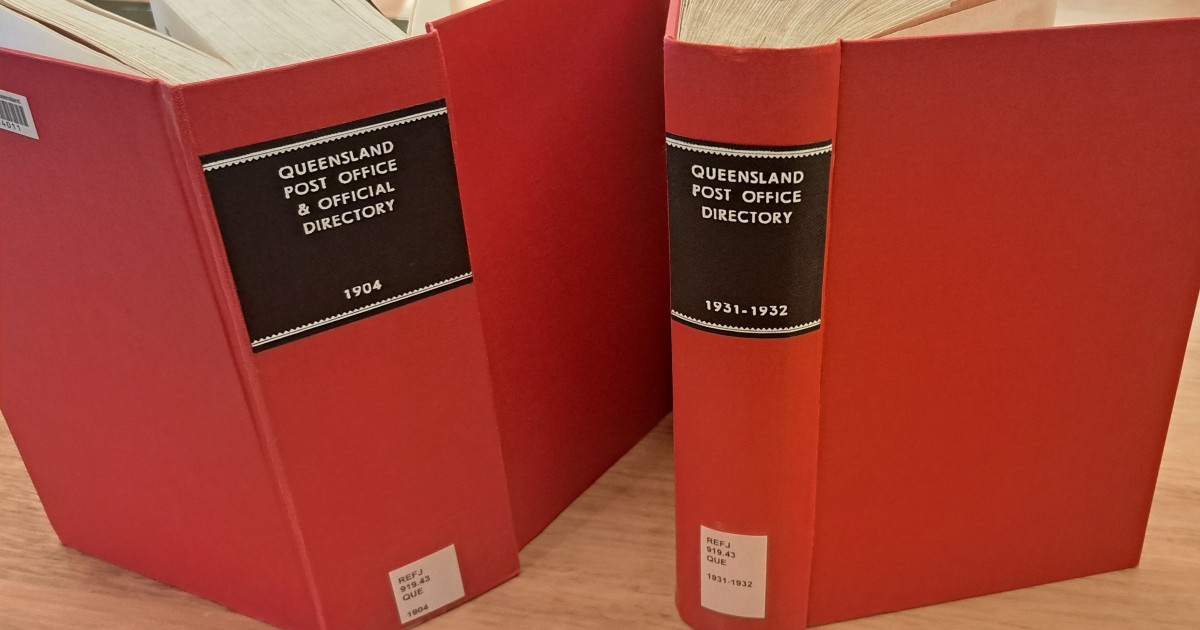 4011
QUEENSLAND
POST OFFICE
& OFFICIAL
DIRECTORY
1904
REFJ
919.43
QUE
1904
QUEENSLAND
POST OFFICE
DIRECTORY
1931-1932
REFJ
919.43
QUE
1931-1932